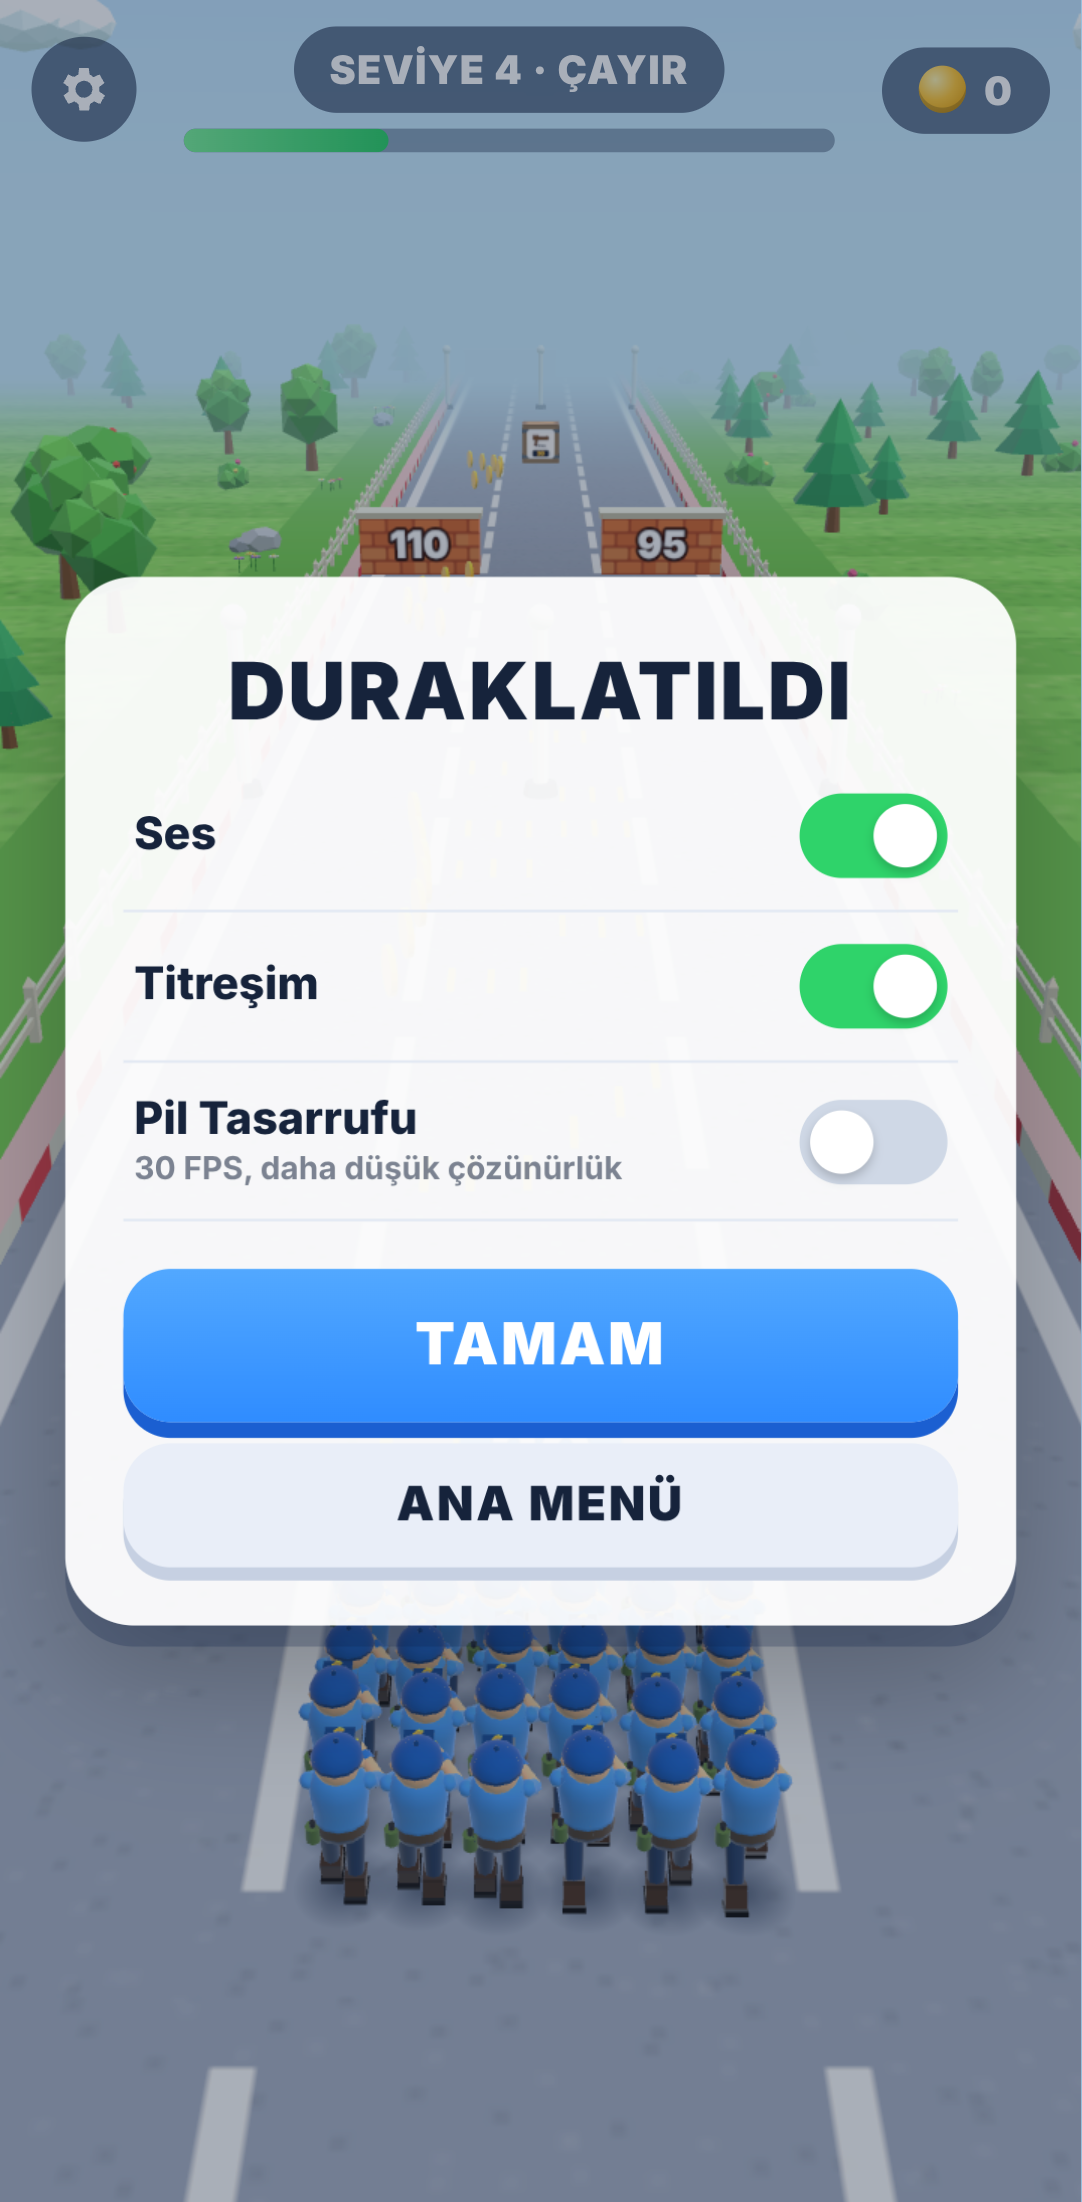 SEVİYE 4 · ÇAYIR
0
110
95
DURAKLATILDI
Ses
Titreşim
Pil Tasarrufu
30 FPS, daha düşük çözünürlük
TAMAM
ANA MENÜ